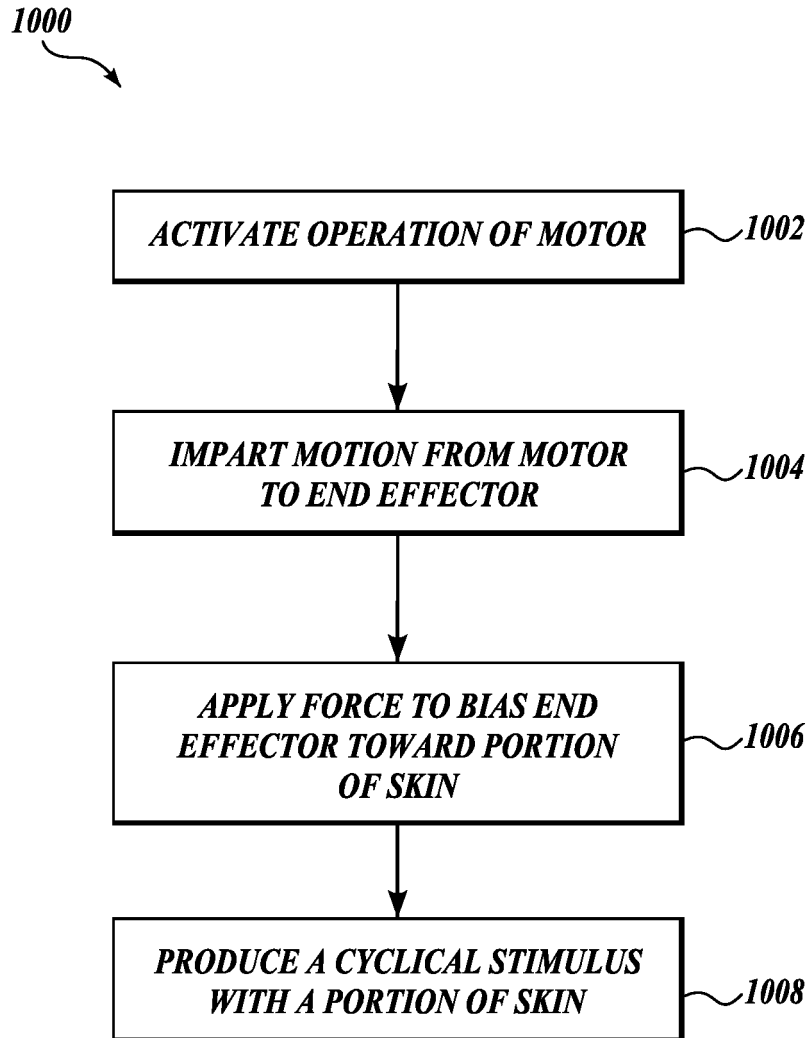 1000
ACTIVATE OPERATION OF MOTOR
1002
IMPART MOTION FROM MOTOR
TO END EFFECTOR
1004
APPLY FORCE TO BIAS END
EFFECTOR TOWARD PORTION
OF SKIN
1006
PRODUCE A CYCLICAL STIMULUS
WITH A PORTION OF SKIN
1008